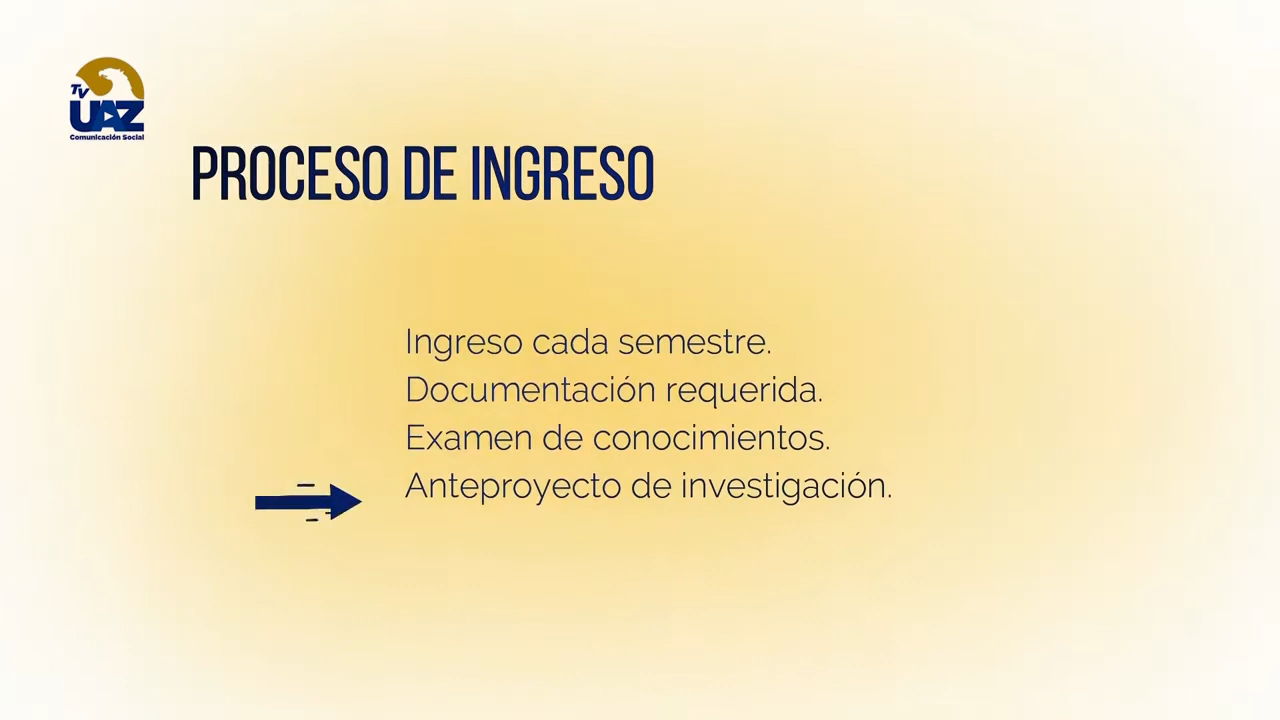 TV
UAZ
Comunicación Social
PROCESO DE INGRESO
Ingreso cada semestre.
Documentación requerida.
Examen de conocimientos.
Anteproyecto de investigación.